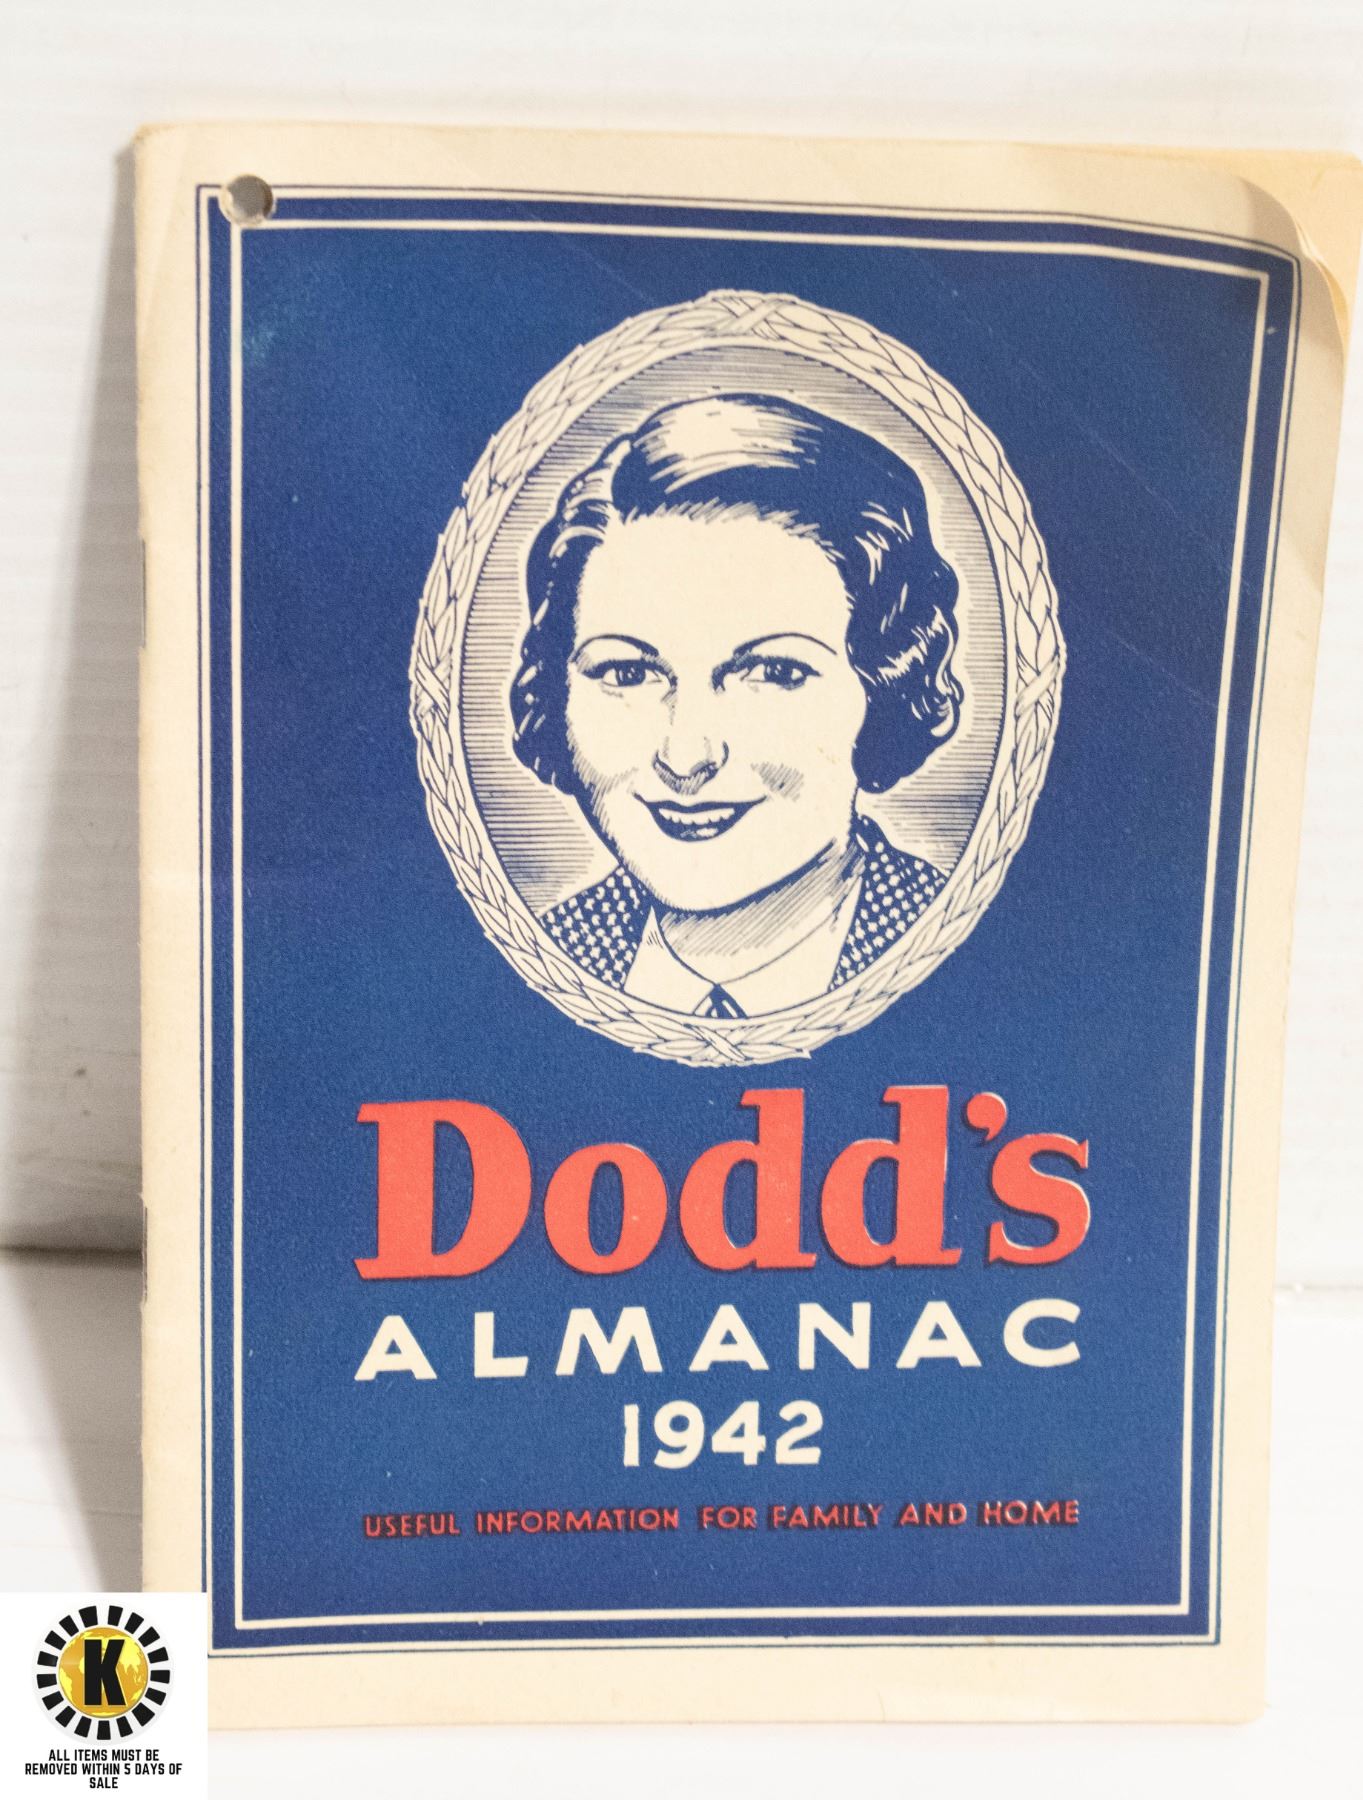 Dodd's
ALMANAC
1942
USEFUL INFORMATION FOR FAMILY AND HOME
K
ALL ITEMS MUST BE
REMOVED WITHIN 5 DAYS OF
SALE